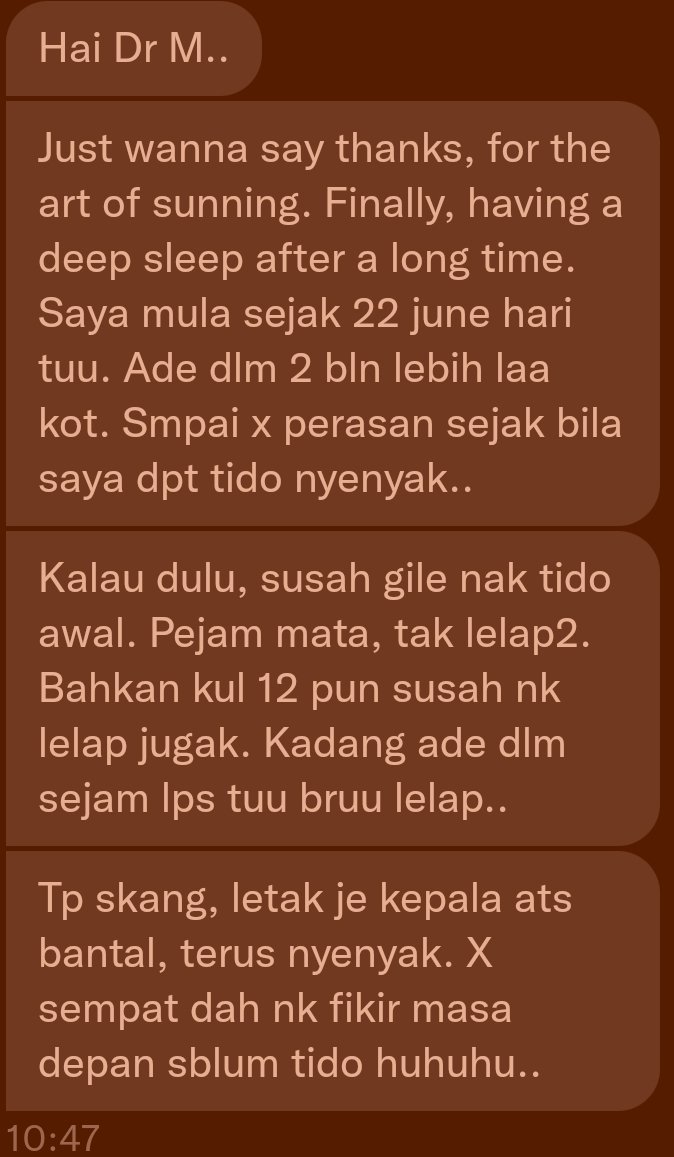 Hai Dr M..
Just wanna say thanks, for the
art of sunning. Finally, having a
deep sleep after a long time.
Saya mula sejak 22 june hari
tuu. Ade dlm 2 bln lebih laa
kot. Smpai x perasan sejak bila
saya dpt tido nyenyak..
Kalau dulu, susah gile nak tido
awal. Pejam mata, tak lelap2.
Bahkan kul 12 pun susah nk
lelap jugak. Kadang ade dlm
sejam lps tuu bruu lelap..
Tp skang, letak je kepala ats
bantal, terus nyenyak. X
sempat dah nk fikir masa
depan sblum tido huhuhu..
10:47